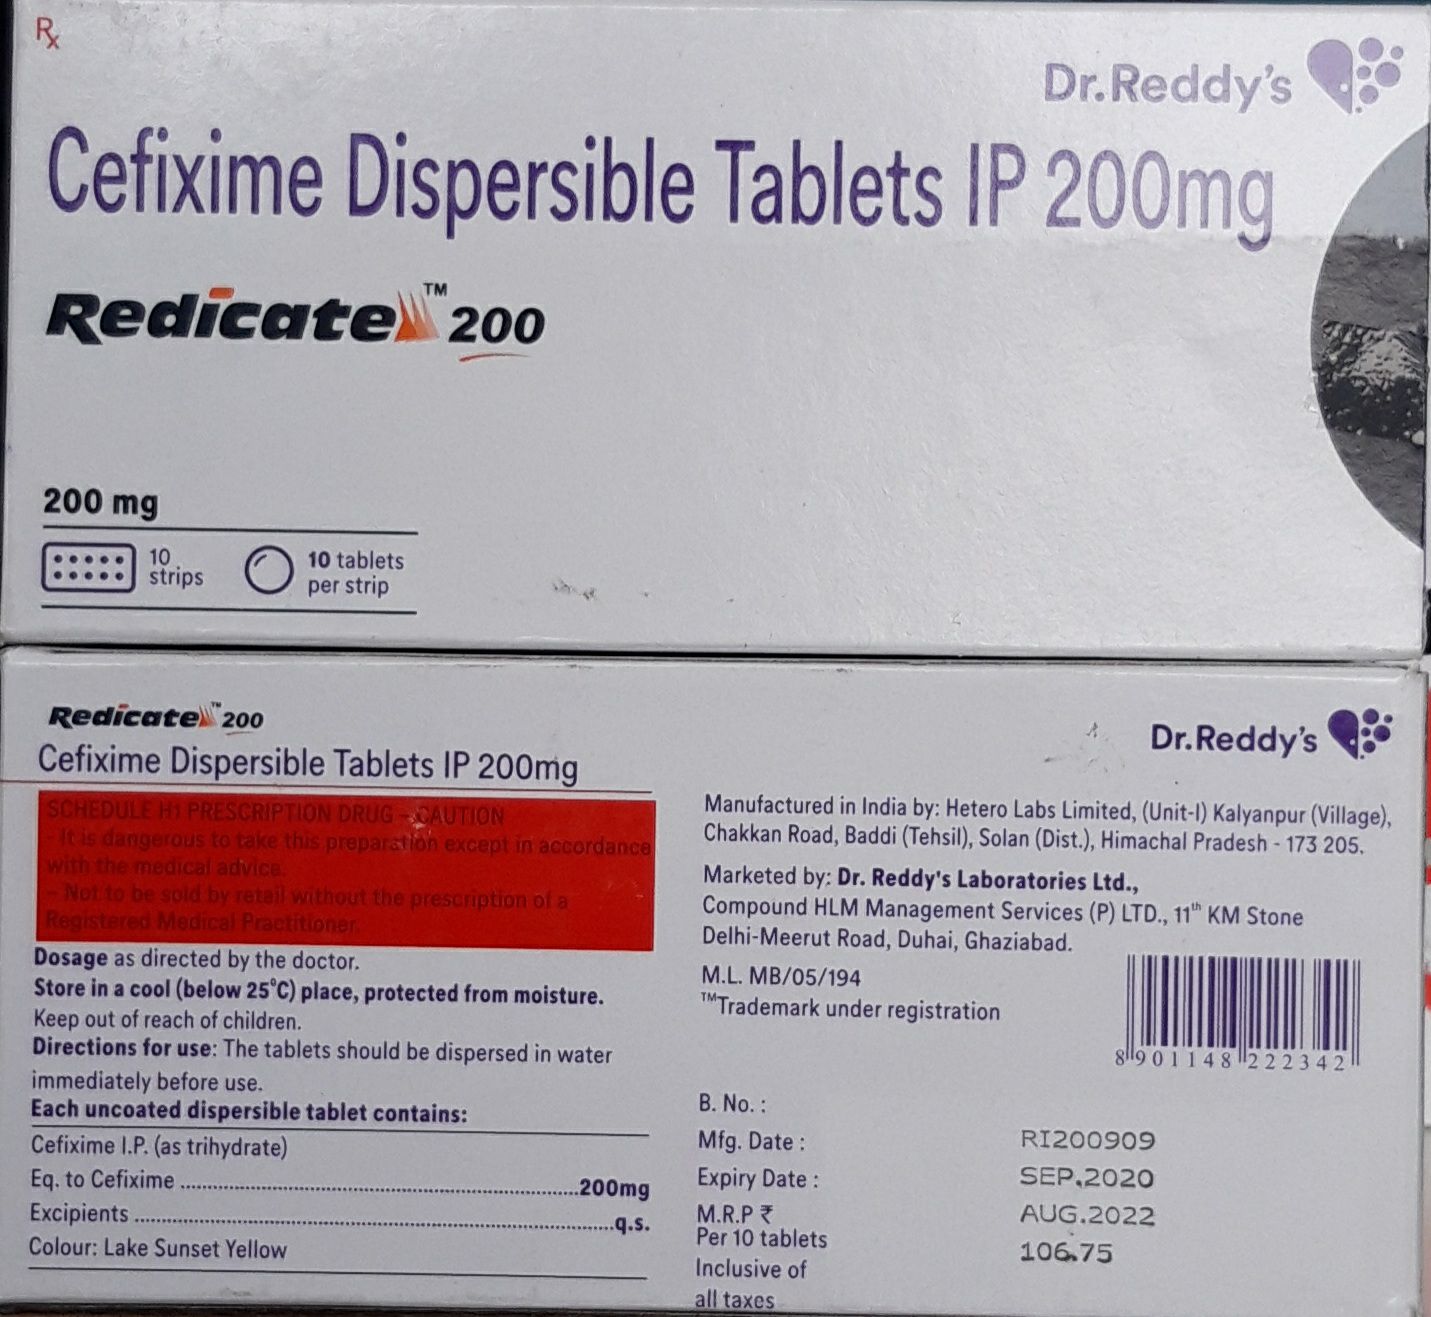 Rx
Dr.Reddy's
Cefixime Dispersible Tablets IP 200mg
Redicate™ 200
200 mg
10 strips
10 tablets per strip
Redicate™ 200
Dr.Reddy's
Cefixime Dispersible Tablets IP 200mg
SCHEDULE H1 PRESCRIPTION DRUG - CAUTION
- It is dangerous to take this preparation except in accordance
with the medical advice.
- Not to be sold by retail without the prescription of a
Registered Medical Practitioner.
Dosage as directed by the doctor.
Store in a cool (below 25°C) place, protected from moisture.
Keep out of reach of children.
Directions for use: The tablets should be dispersed in water
immediately before use.
Each uncoated dispersible tablet contains:
Cefixime I.P. (as trihydrate)
Eq. to Cefixime ..........200mg
Excipients ..........q.s.
Colour: Lake Sunset Yellow
Manufactured in India by: Hetero Labs Limited, (Unit-I) Kalyanpur (Village),
Chakkan Road, Baddi (Tehsil), Solan (Dist.), Himachal Pradesh - 173 205.
Marketed by: Dr. Reddy's Laboratories Ltd.,
Compound HLM Management Services (P) LTD., 11th KM Stone
Delhi-Meerut Road, Duhai, Ghaziabad.
M.L. MB/05/194
™Trademark under registration
8 901148 222342
B. No. :
Mfg. Date : RI200909
Expiry Date : SEP.2020
M.R.P ₹ AUG.2022
Per 10 tablets 106.75
Inclusive of
all taxes